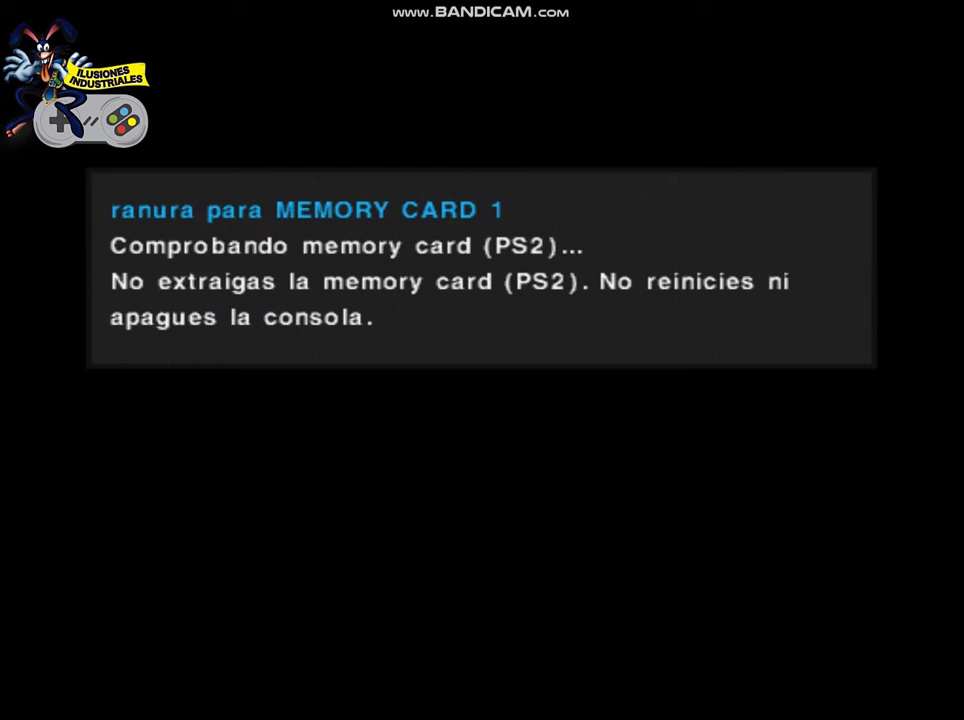 www.BANDICAM.com
ILUSIONES
INDUSTRIALES
ranura para MEMORY CARD 1
Comprobando memory card (PS2)...
No extraigas la memory card (PS2). No reinicies ni
apagues la consola.